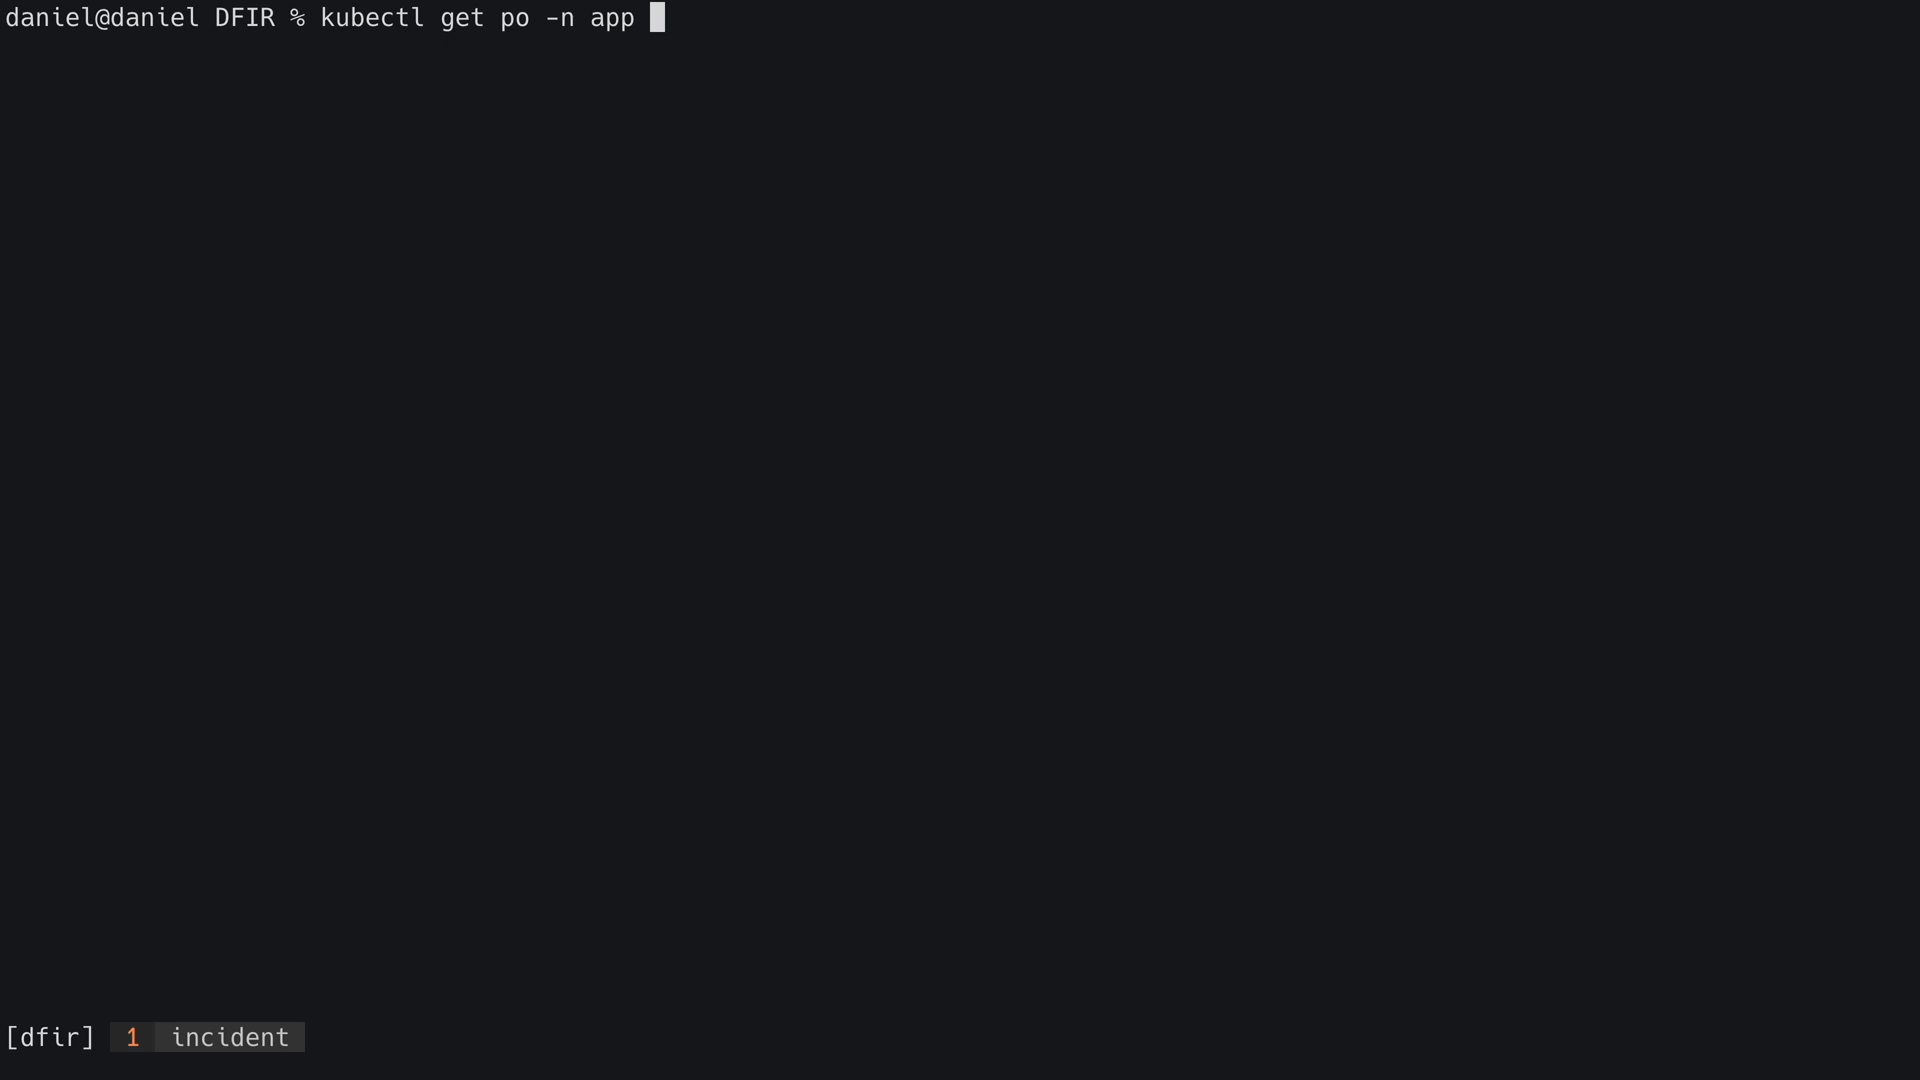 daniel@daniel DFIR % kubectl get po -n app
[dfir] 1 incident